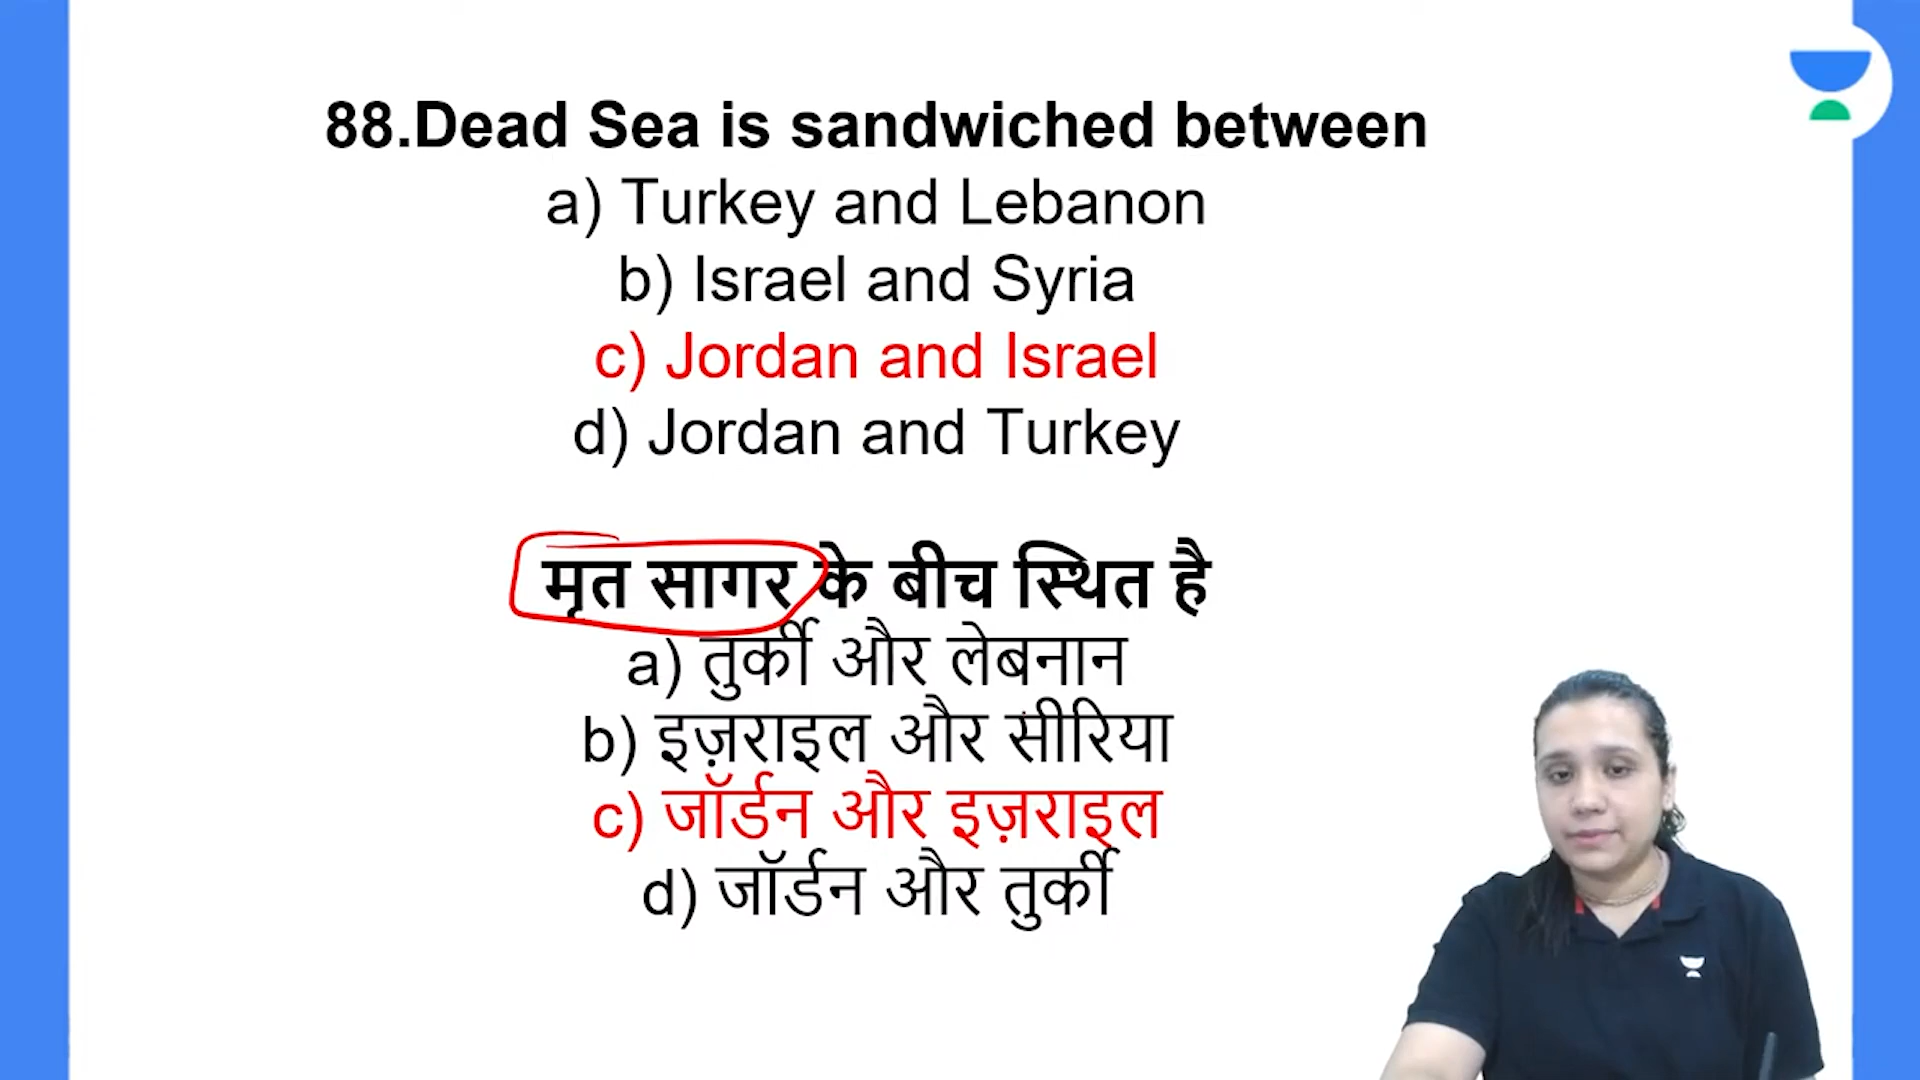 88.Dead Sea is sandwiched between
a) Turkey and Lebanon
b) Israel and Syria
c) Jordan and Israel
d) Jordan and Turkey
मृत सागर के बीच स्थित है
a) तुर्की और लेबनान
b) इज़राइल और सीरिया
c) जॉर्डन और इज़राइल
d) जॉर्डन और तुर्की